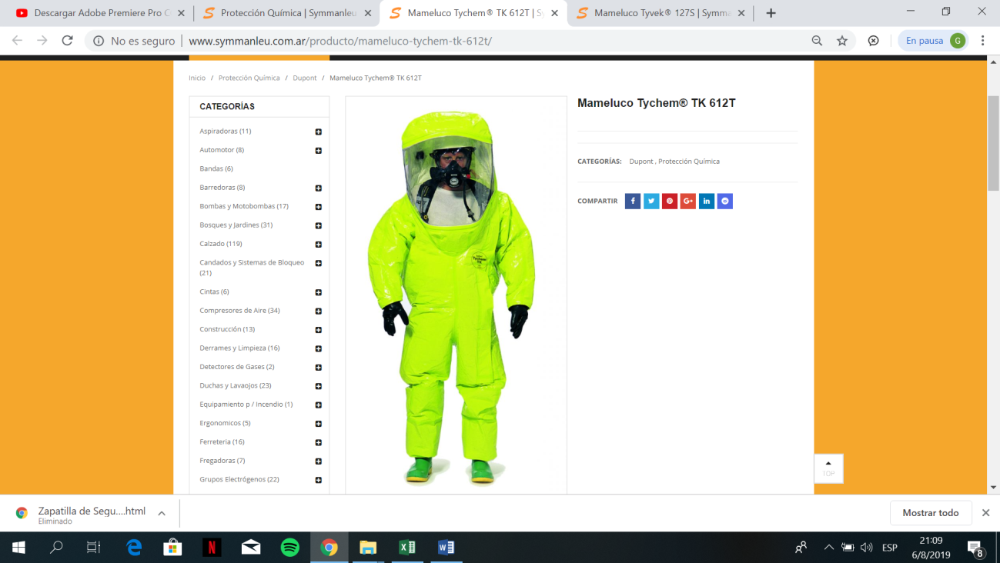 Descargar Adobe Premiere Pro C
Protección Química | Symmanleu
Mameluco Tychem® TK 612T | Sy
Mameluco Tyvek® 127S | Symma
No es seguro | www.symmanleu.com.ar/producto/mameluco-tychem-tk-612t/
En pausa
G
Inicio / Protección Química / Dupont / Mameluco Tychem® TK 612T
CATEGORÍAS
Aspiradoras (11)
Automotor (8)
Bandas (6)
Barredoras (8)
Bombas y Motobombas (17)
Bosques y Jardines (31)
Calzado (119)
Candados y Sistemas de Bloqueo
(21)
Cintas (6)
Compresores de Aire (34)
Construcción (13)
Derrames y Limpieza (16)
Detectores de Gases (2)
Duchas y Lavaojos (23)
Equipamiento p / Incendio (1)
Ergonomicos (5)
Ferreteria (16)
Fregadoras (7)
Grupos Electrógenos (22)
Tychem
TK
Mameluco Tychem® TK 612T
CATEGORÍAS: Dupont , Protección Química
COMPARTIR
TOP
Zapatilla de Segu....html
Eliminado
Mostrar todo
ESP
21:09
6/8/2019
8